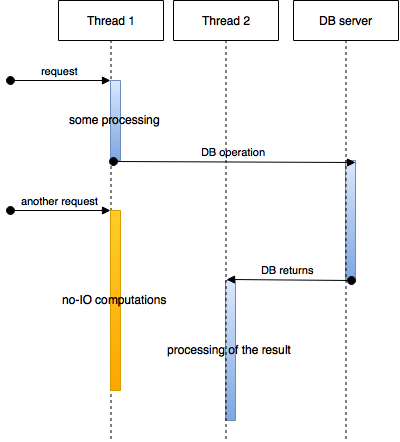 Thread 1
Thread 2
DB server
request
some processing
DB operation
another request
DB returns
no-IO computations
processing of the result